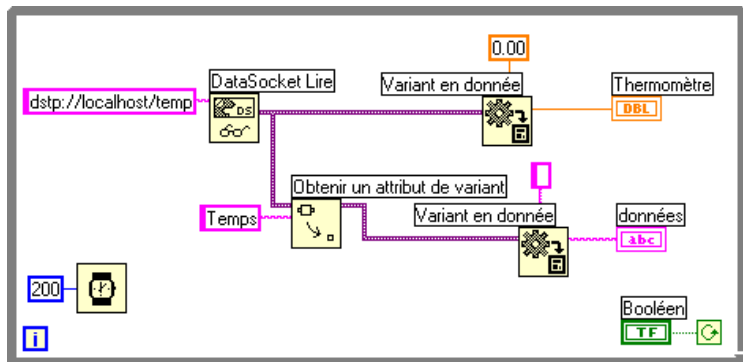 0.00
DataSocket Lire
Variant en donnée
Thermomètre
dstp://localhost/temp
DS
DBL
Obtenir un attribut de variant
Temps
Variant en donnée
données
abc
200
Booléen
TF
i